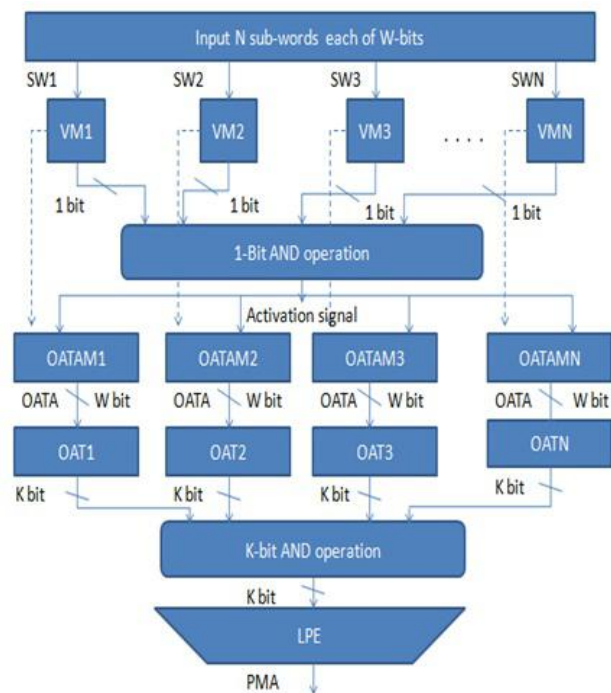 Input N sub-words each of W-bits
SW1 SW2 SW3 SWN
VM1 VM2 VM3 . . . . VMN
1 bit 1 bit 1 bit 1 bit
1-Bit AND operation
Activation signal
OATAM1 OATAM2 OATAM3 OATAMN
OATA W bit OATA W bit OATA W bit OATA W bit
OAT1 OAT2 OAT3 OATN
K bit K bit K bit K bit
K-bit AND operation
K bit
LPE
PMA